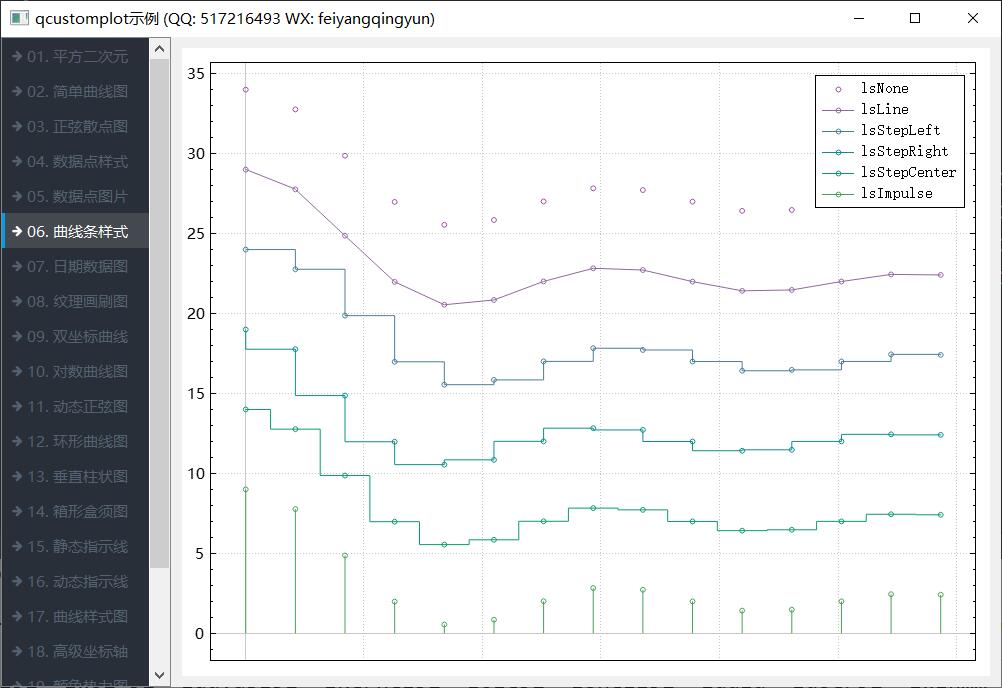 qcustomplot示例 (QQ: 517216493 WX: feiyangqingyun)
01. 平方二次元
02. 简单曲线图
03. 正弦散点图
04. 数据点样式
05. 数据点图片
06. 曲线条样式
07. 日期数据图
08. 纹理画刷图
09. 双坐标曲线
10. 对数曲线图
11. 动态正弦图
12. 环形曲线图
13. 垂直柱状图
14. 箱形盒须图
15. 静态指示线
16. 动态指示线
17. 曲线样式图
18. 高级坐标轴
35
30
25
20
15
10
5
0
lsNone
lsLine
lsStepLeft
lsStepRight
lsStepCenter
lsImpulse